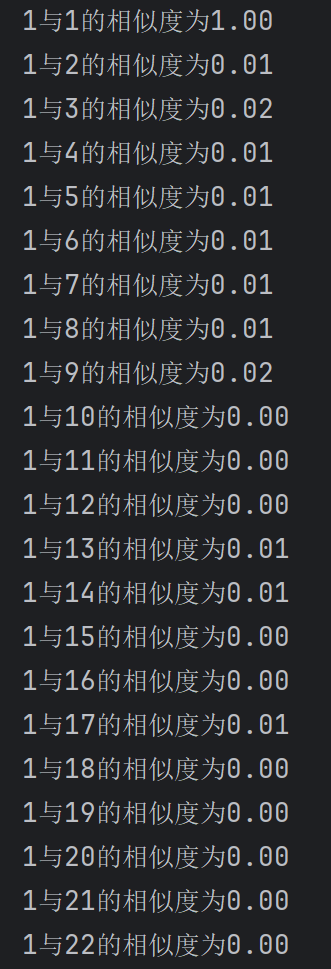 1与1的相似度为1.00
1与2的相似度为0.01
1与3的相似度为0.02
1与4的相似度为0.01
1与5的相似度为0.01
1与6的相似度为0.01
1与7的相似度为0.01
1与8的相似度为0.01
1与9的相似度为0.02
1与10的相似度为0.00
1与11的相似度为0.00
1与12的相似度为0.00
1与13的相似度为0.01
1与14的相似度为0.01
1与15的相似度为0.00
1与16的相似度为0.00
1与17的相似度为0.01
1与18的相似度为0.00
1与19的相似度为0.00
1与20的相似度为0.00
1与21的相似度为0.00
1与22的相似度为0.00